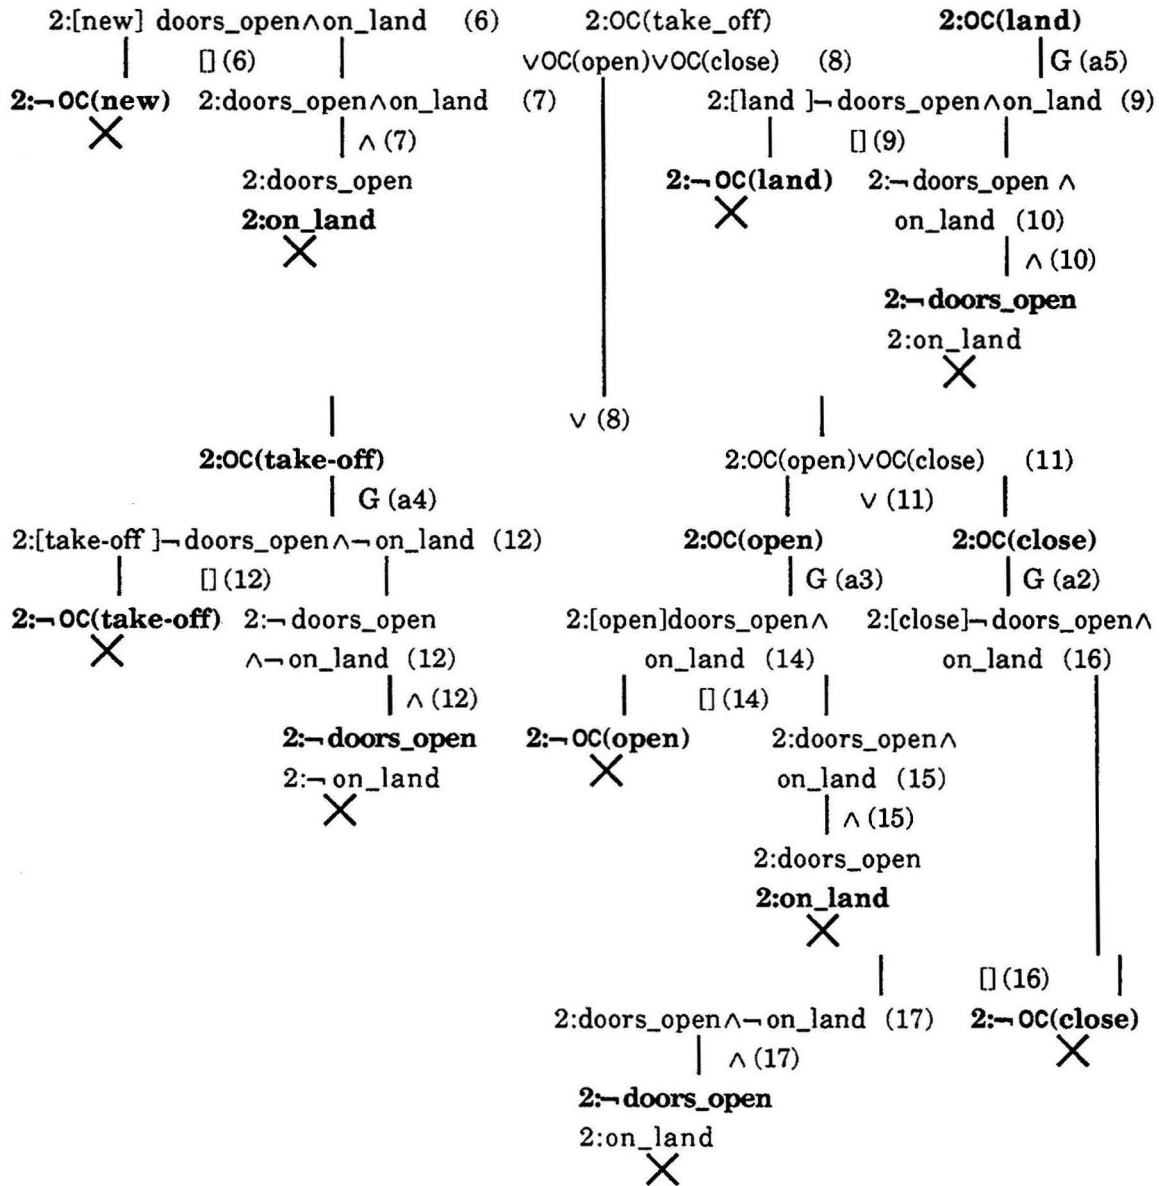 2:[new] doors_open∧on_land (6) 2:OC(take_off) 2:OC(land)
[] (6) ∨OC(open)∨OC(close) (8) G (a5)
2:¬OC(new) 2:doors_open∧on_land (7) 2:[land ]¬doors_open∧on_land (9)
∧ (7) [] (9)
2:doors_open 2:¬OC(land) 2:¬doors_open ∧
2:on_land on_land (10)
∧ (10)
2:¬doors_open
2:on_land
∨ (8)
2:OC(take-off) 2:OC(open)∨OC(close) (11)
G (a4) ∨ (11)
2:[take-off ]¬doors_open∧¬on_land (12) 2:OC(open) 2:OC(close)
[] (12) G (a3) G (a2)
2:¬OC(take-off) 2:¬doors_open 2:[open]doors_open∧ 2:[close]¬doors_open∧
∧¬on_land (12) on_land (14) on_land (16)
∧ (12) [] (14)
2:¬doors_open 2:¬OC(open) 2:doors_open∧
2:¬on_land on_land (15)
∧ (15)
2:doors_open
2:on_land
[] (16)
2:doors_open∧¬on_land (17) 2:¬OC(close)
∧ (17)
2:¬doors_open
2:on_land